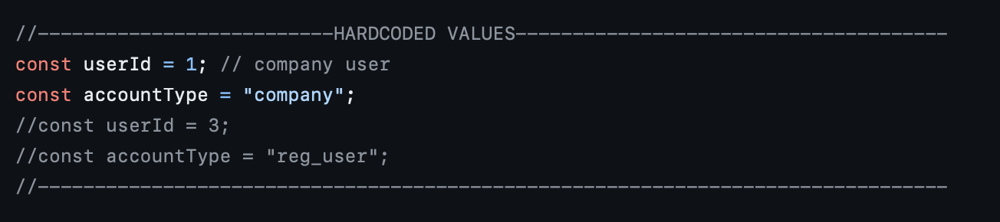 //--------------------------HARDCODED VALUES--------------------------------------
const userId = 1; // company user
const accountType = "company";
//const userId = 3;
//const accountType = "reg_user";
//--------------------------------------------------------------------------------